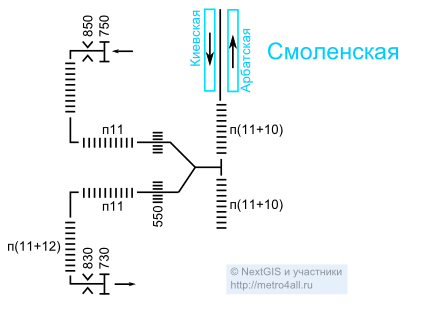 850
750
Киевская
Арбатская
Смоленская
п11
п(11+10)
п11
550
п(11+10)
п(11+12)
830
730
© NextGIS и участники
http://metro4all.ru